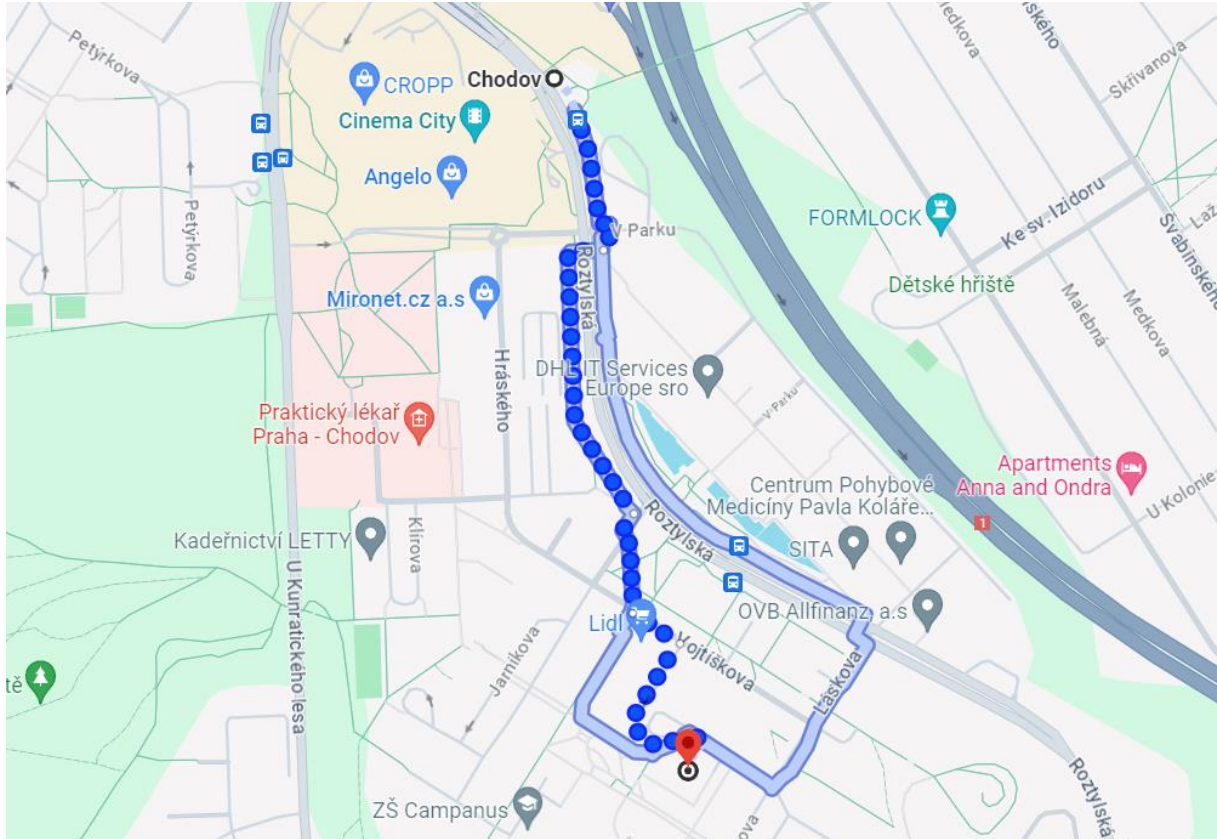 Petýrkova
Chodov
CROPP
Cinema City
Angelo
Petýrkova
V Parku
Roztylská
Mironet.cz a.s
Hráského
DHL IT Services
Europe sro
V Parku
Praktický lékař
Praha - Chodov
Klírova
Kadeřnictví LETTY
U Kunratického lesa
Medkova
Skřivanova
FORMLOCK
Ke sv. Izidoru
Švabinského
Dětské hřiště
Malebná
Medkova
Apartments
Anna and Ondra
U Kolonie
1
Centrum Pohybové
Medicíny Pavla Koláře...
Roztylská
SITA
OVB Allfinanz, a.s
Lidl
Vojtíškova
Láskova
Jarníkova
ZŠ Campanus
Roztylská